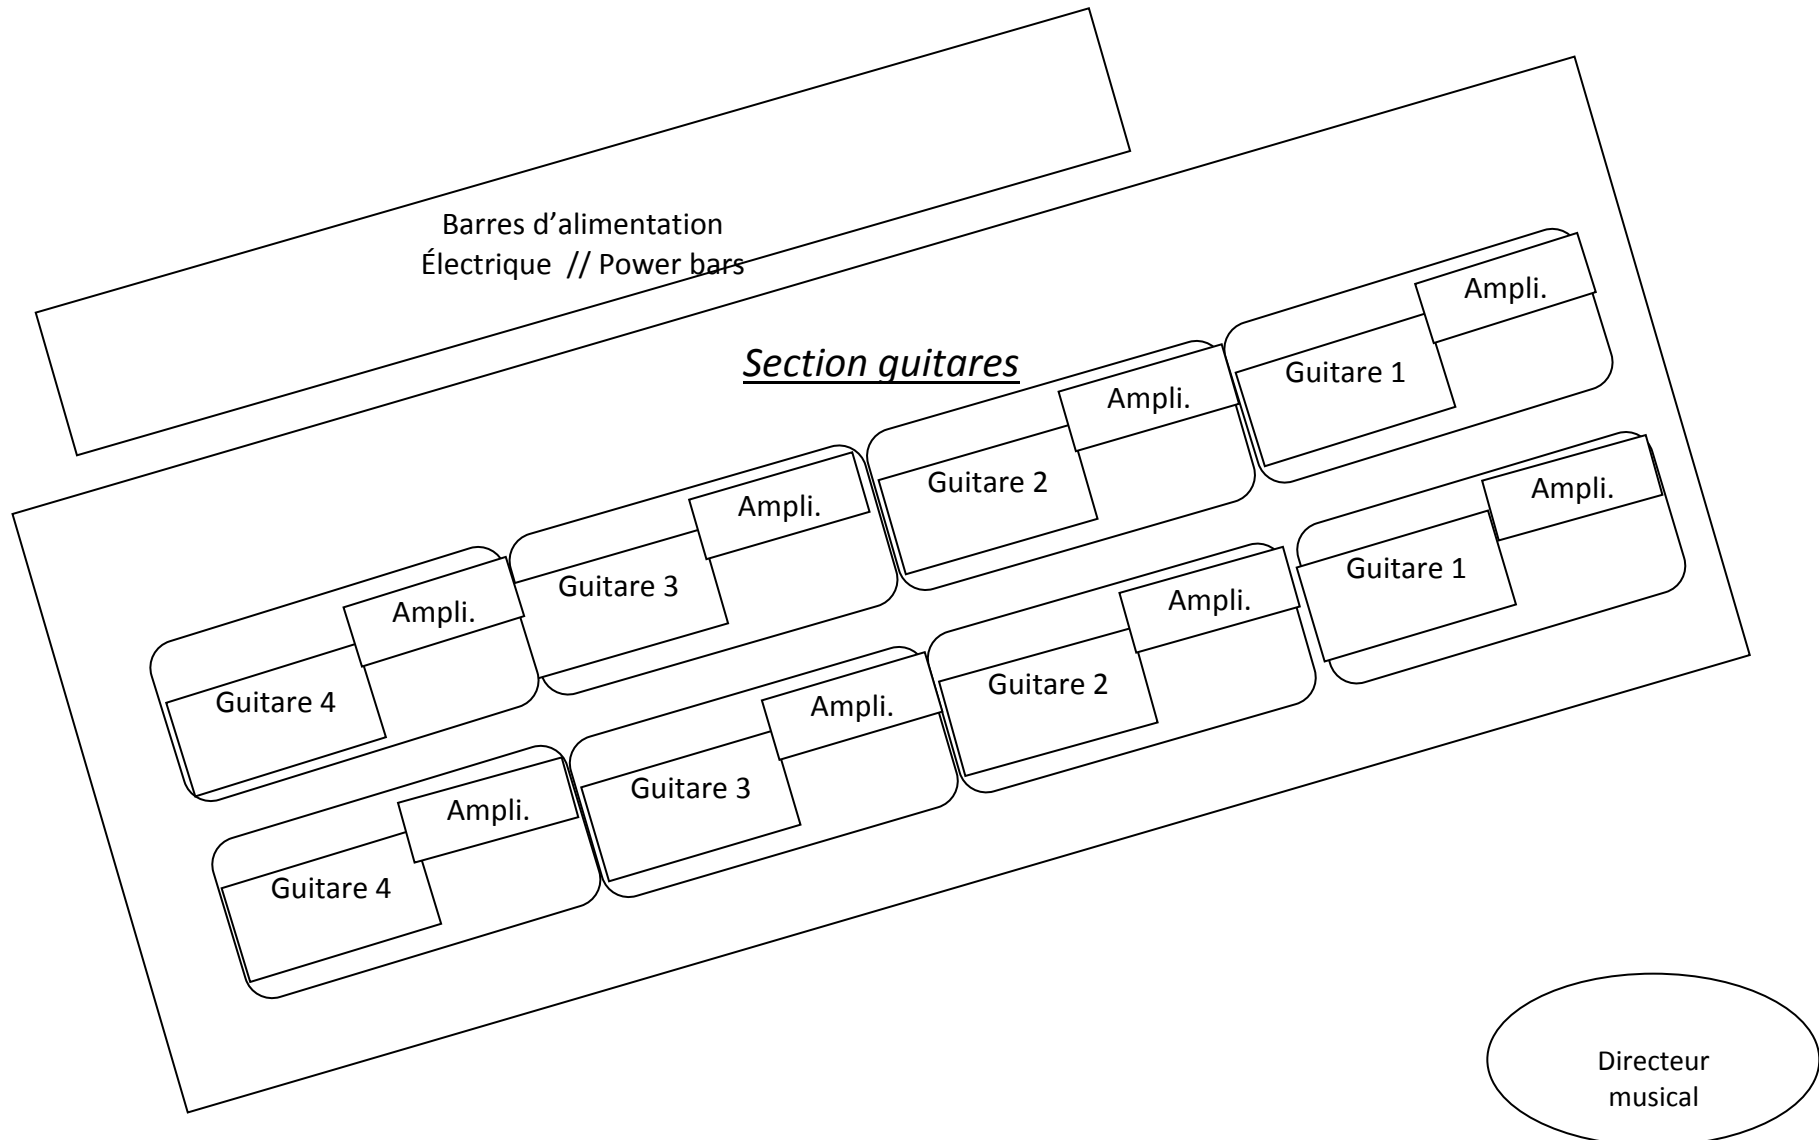 Barres d’alimentation
Électrique // Power bars
Section guitares
Ampli.
Guitare 1
Ampli.
Guitare 2
Ampli.
Guitare 3
Ampli.
Guitare 4
Ampli.
Guitare 1
Ampli.
Guitare 2
Ampli.
Guitare 3
Ampli.
Guitare 4
Directeur
musical